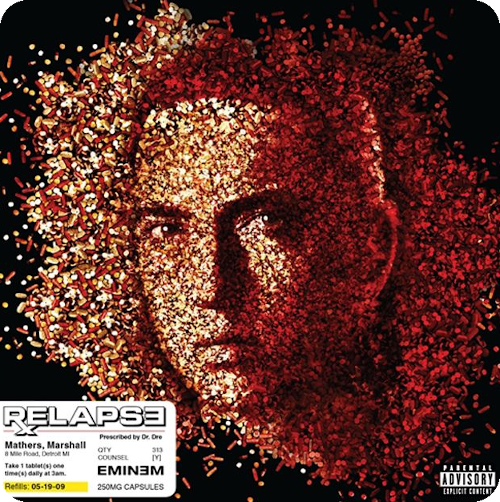 RELAPSE
Rx
Prescribed by Dr. Dre
Mathers, Marshall
8 Mile Road, Detroit MI
Take 1 tablet(s) one
time(s) daily at 3am.
Refills: 05-19-09
QTY 313
COUNSEL [Y]
EMINEM
250MG CAPSULES
PARENTAL
ADVISORY
EXPLICIT CONTENT